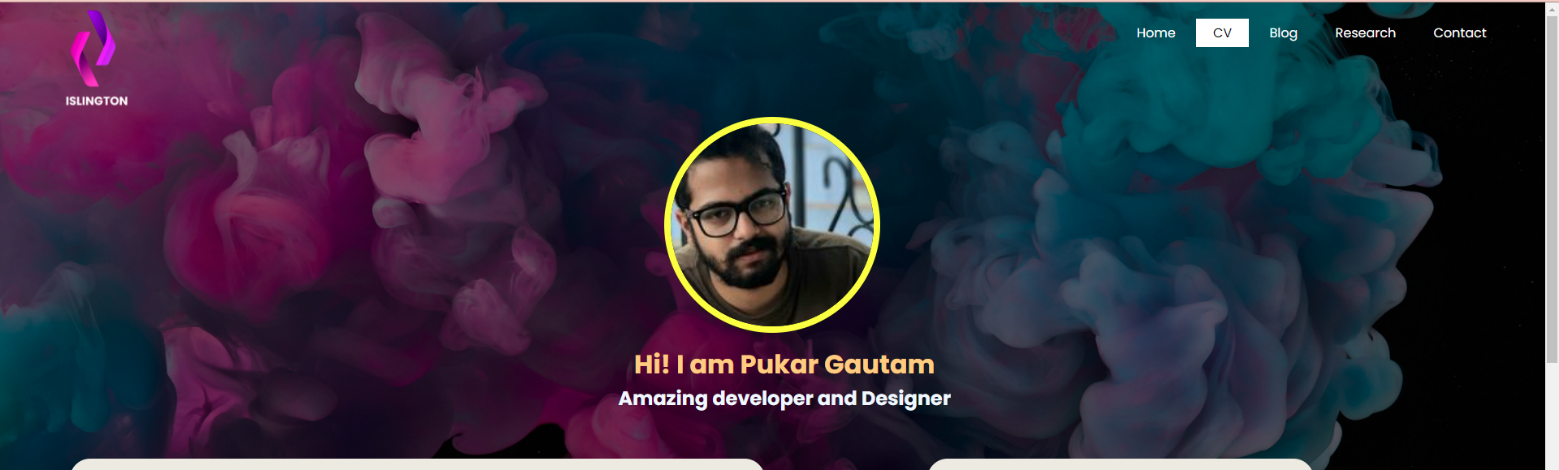 ISLINGTON
Home CV Blog Research Contact
Hi! I am Pukar Gautam
Amazing developer and Designer